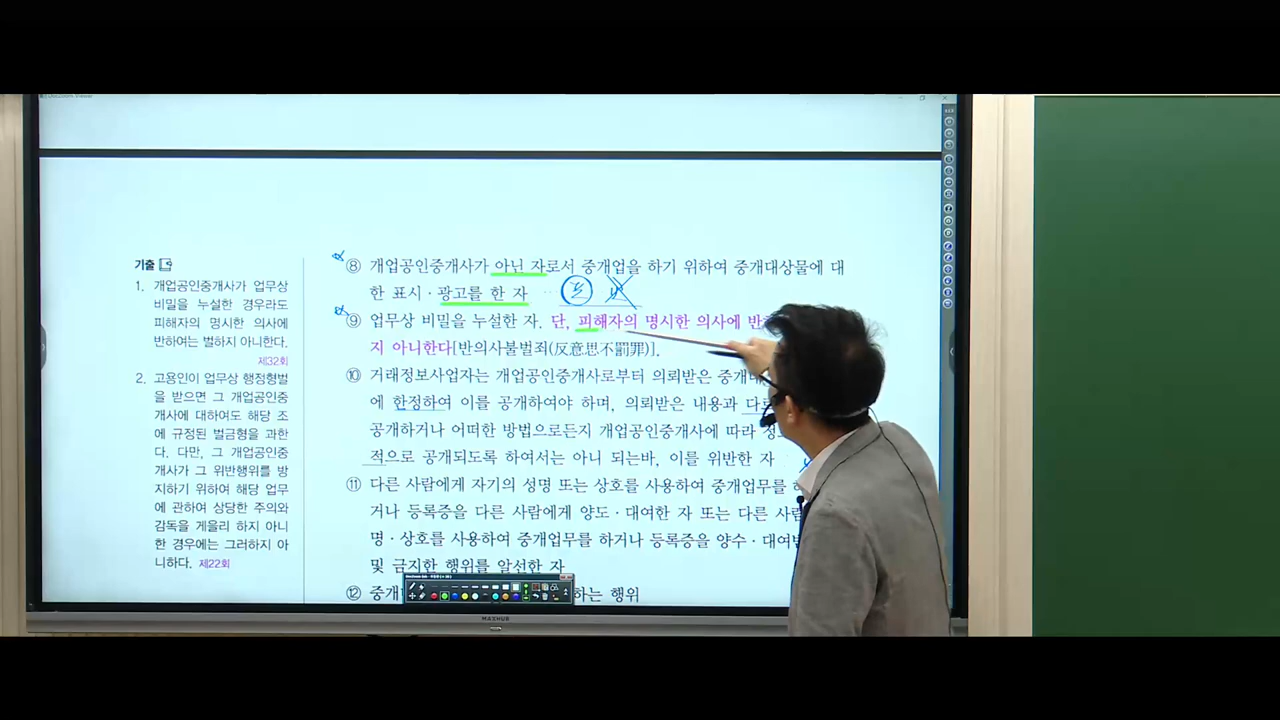 기출
1. 개업공인중개사가 업무상
비밀을 누설한 경우라도
피해자의 명시한 의사에
반하여는 벌하지 아니한다.
제32회
2. 고용인이 업무상 행정형벌
을 받으면 그 개업공인중
개사에 대하여도 해당 조
에 규정된 벌금형을 과한
다. 다만, 그 개업공인중
개사가 그 위반행위를 방
지하기 위하여 해당 업무
에 관하여 상당한 주의와
감독을 게을리 하지 아니
한 경우에는 그러하지 아
니하다. 제22회
⑧ 개업공인중개사가 아닌 자로서 중개업을 하기 위하여 중개대상물에 대
한 표시·광고를 한 자
⑨ 업무상 비밀을 누설한 자. 단, 피해자의 명시한 의사에
지 아니한다[반의사불벌죄(反意思不罰罪)].
⑩ 거래정보사업자는 개업공인중개사로부터 의뢰받은
에 한정하여 이를 공개하여야 하며, 의뢰받은 내용과
공개하거나 어떠한 방법으로든지 개업공인중개사에 따라
적으로 공개되도록 하여서는 아니 되는바, 이를 위반한 자
⑪ 다른 사람에게 자기의 성명 또는 상호를 사용하여 중개업무를
거나 등록증을 다른 사람에게 양도·대여한 자 또는 다른
명·상호를 사용하여 중개업무를 하거나 등록증을 양수·
및 금지한 행위를 알선한 자
⑫ 하는 행위
MAXHUB